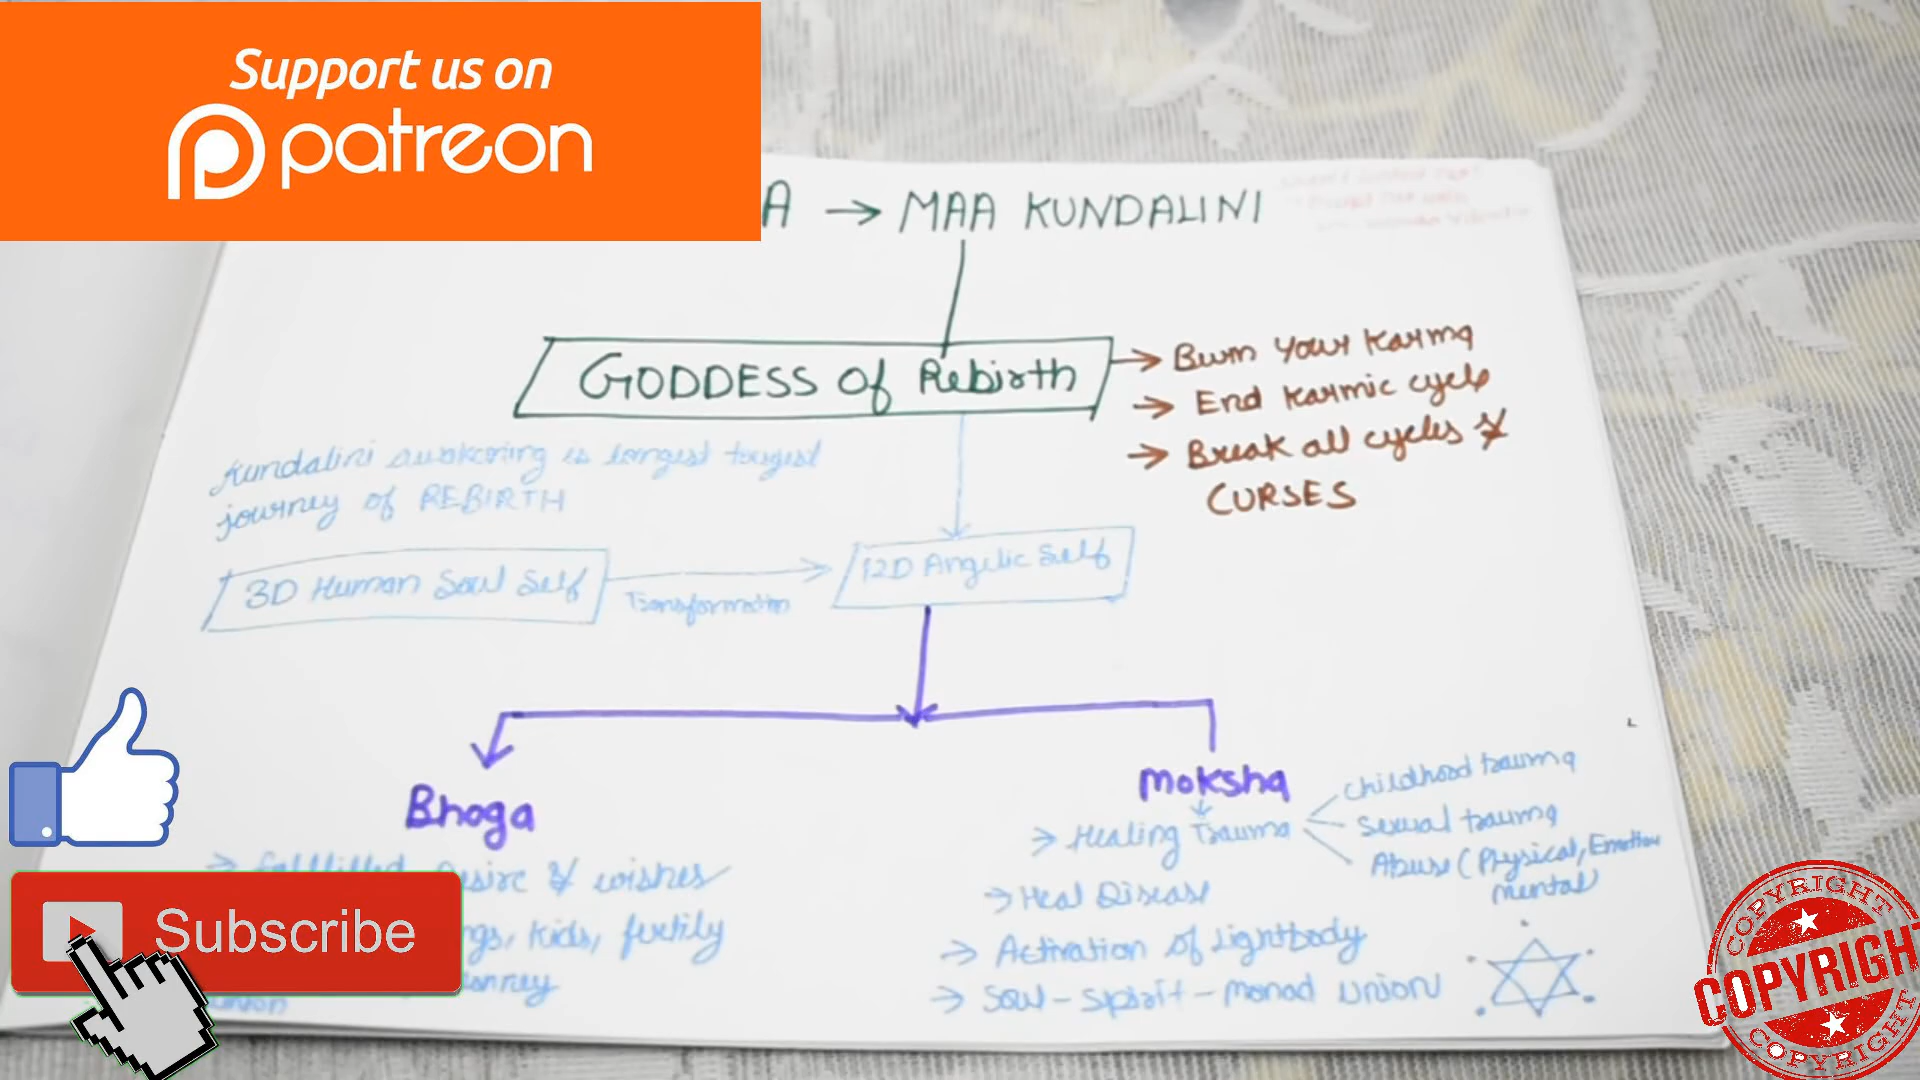 Support us on
patreon
A → MAA KUNDALINI
GODDESS of Rebirth
→ Burn Your Karma
→ End Karmic cycle
→ Break all cycles &
CURSES
Kundalini awakening is longest
journey of REBIRTH
3D Human Soul Self
Transformation
12D Angelic Self
Bhoga
Moksha
desire & wishes
kids, fertily
→ Healing Trauma
childhood trauma
sexual trauma
Abuse (Physical, Emotion
mental)
→ Heal Disease
→ Activation of Lightbody
→ Soul - Spirit - Monad Union
Subscribe
COPYRIGHT
COPYRIGHT
COPYRIGHT